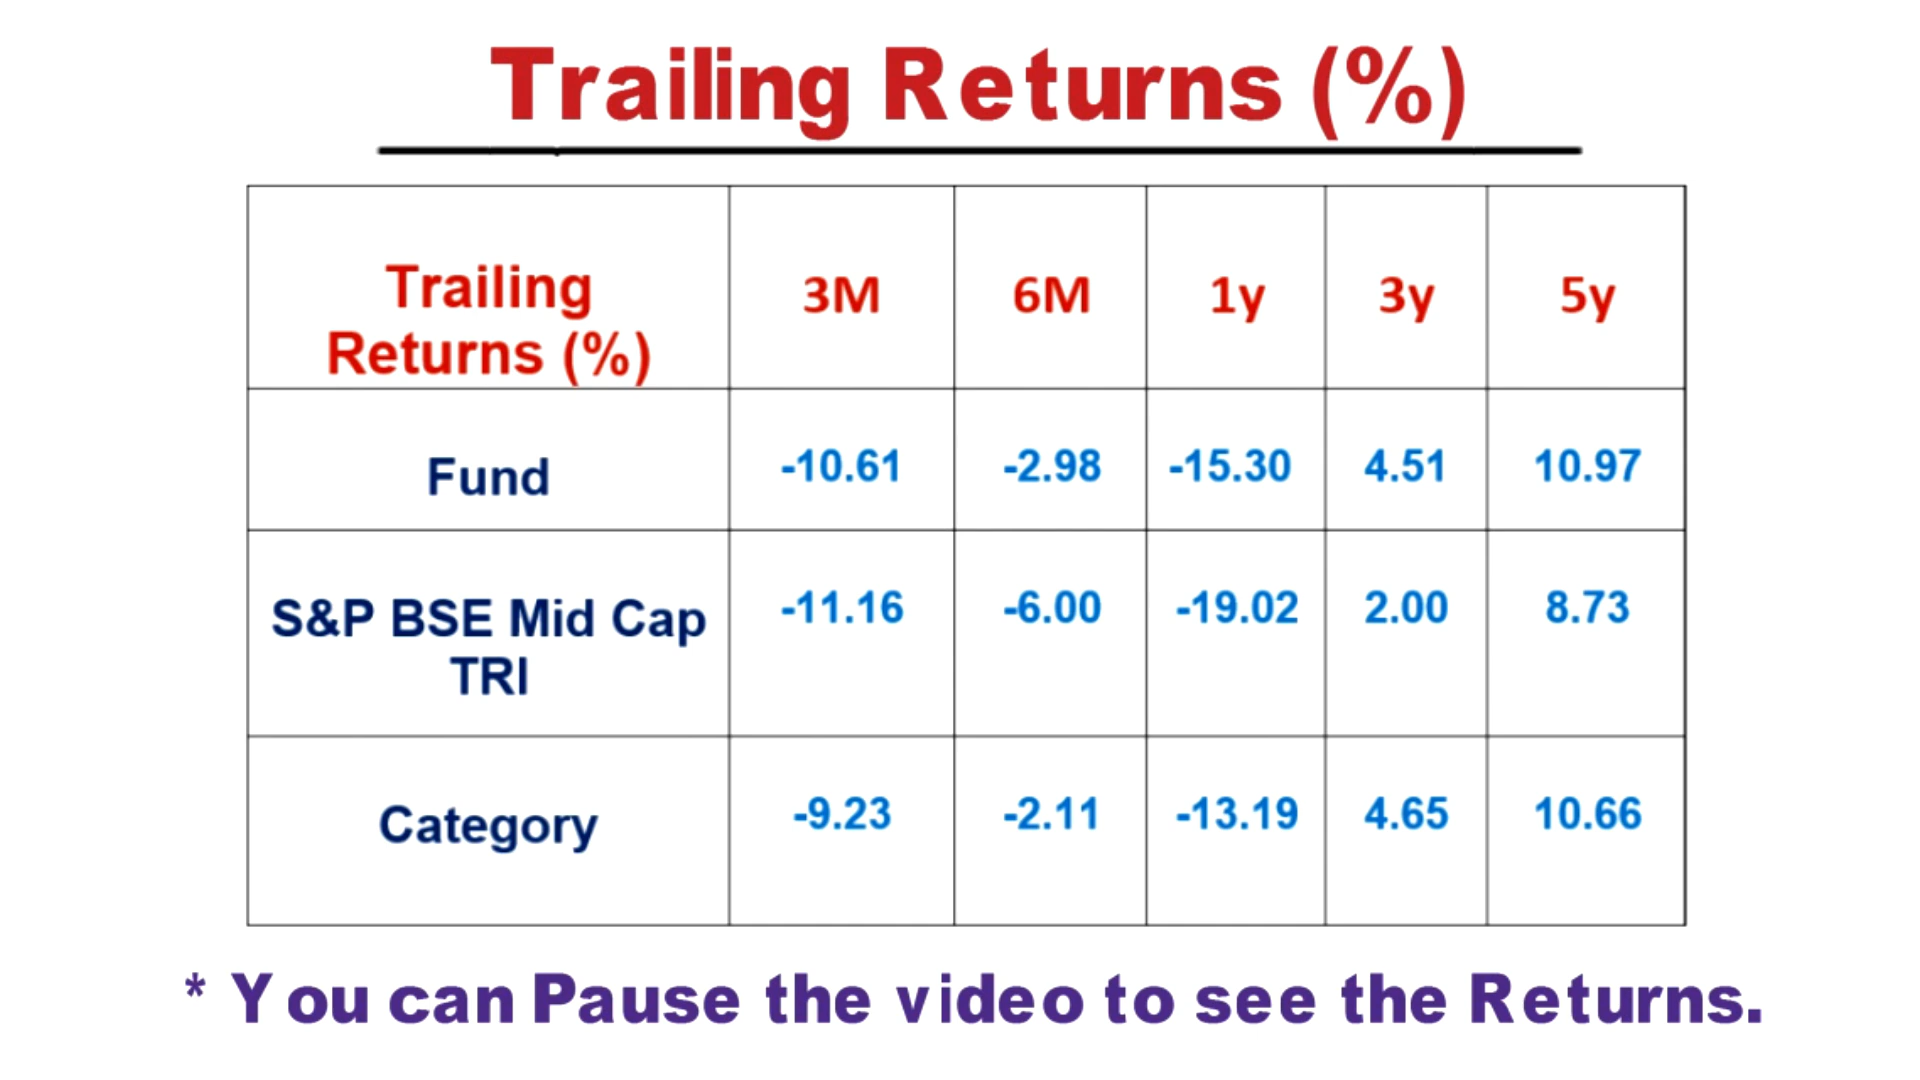 Trailing Returns (%)
Trailing Returns (%) 3M 6M 1y 3y 5y
Fund -10.61 -2.98 -15.30 4.51 10.97
S&P BSE Mid Cap TRI -11.16 -6.00 -19.02 2.00 8.73
Category -9.23 -2.11 -13.19 4.65 10.66
* You can Pause the video to see the Returns.